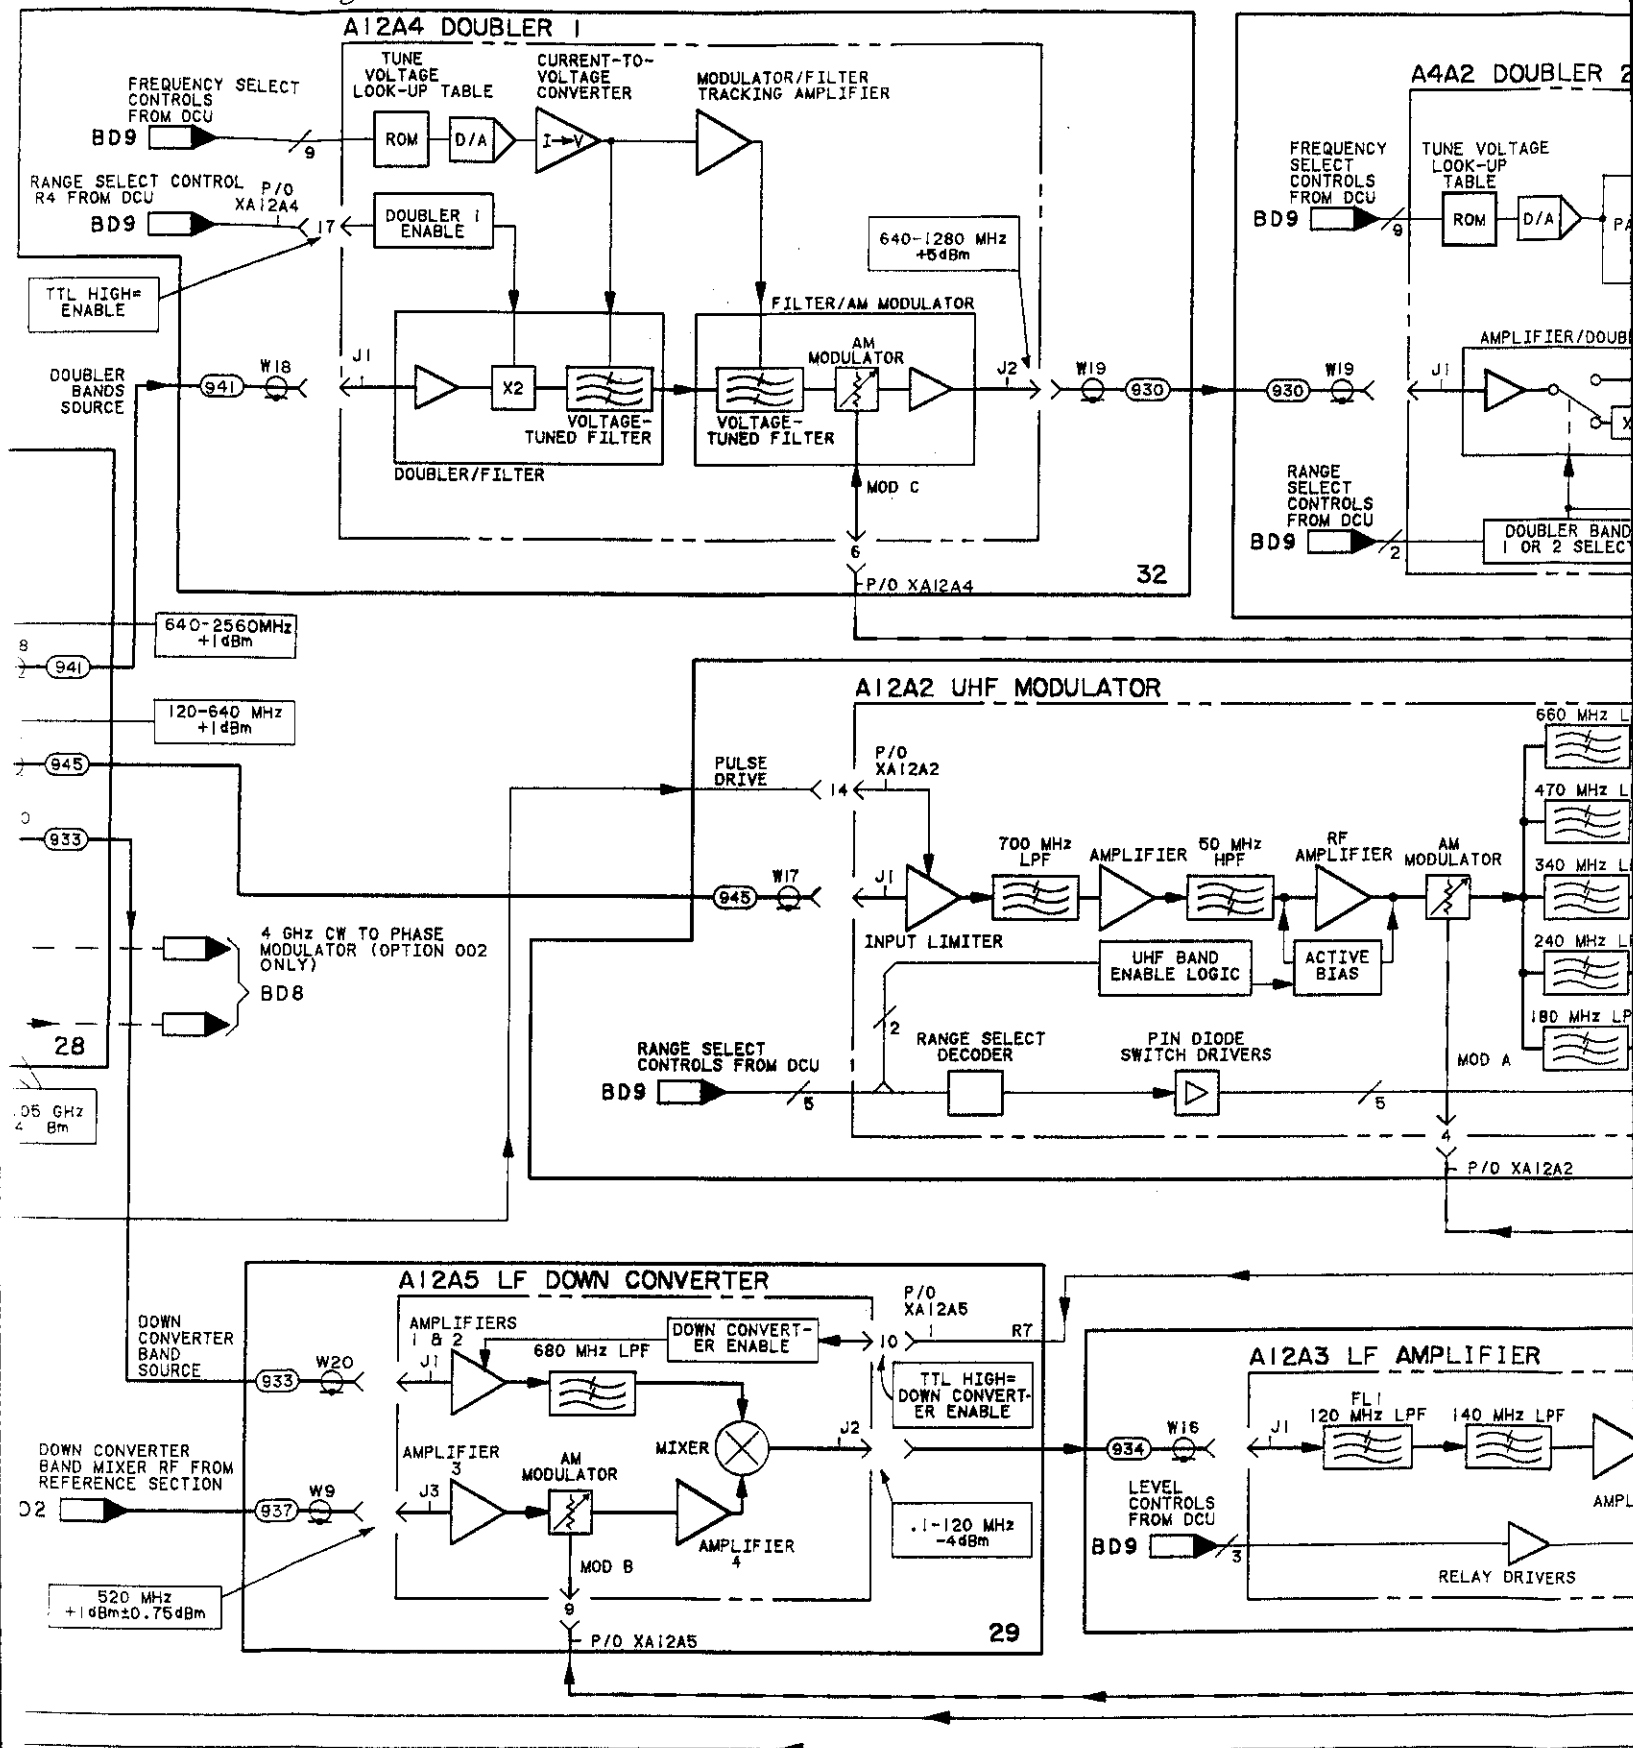 A12A4 DOUBLER 1
FREQUENCY SELECT
CONTROLS
FROM DCU
BD9
9
TUNE
VOLTAGE
LOOK-UP TABLE
ROM
D/A
CURRENT-TO-
VOLTAGE
CONVERTER
I→V
MODULATOR/FILTER
TRACKING AMPLIFIER
RANGE SELECT CONTROL
R4 FROM DCU
BD9
P/O
XA12A4
17
DOUBLER 1
ENABLE
TTL HIGH=
ENABLE
640-1280 MHz
+5dBm
FILTER/AM MODULATOR
DOUBLER
BANDS
SOURCE
941
W18
J1
X2
VOLTAGE-
TUNED FILTER
DOUBLER/FILTER
VOLTAGE-
TUNED FILTER
AM
MODULATOR
J2
W19
930
MOD C
6
P/O XA12A4
32
A4A2 DOUBLER 2
FREQUENCY
SELECT
CONTROLS
FROM DCU
BD9
9
TUNE VOLTAGE
LOOK-UP
TABLE
ROM
D/A
PA
AMPLIFIER/DOUB
930
W19
J1
X
RANGE
SELECT
CONTROLS
FROM DCU
BD9
2
DOUBLER BAND
1 OR 2 SELECT
640-2560MHz
+1dBm
8
2
941
120-640 MHz
+1dBm
945
933
4 GHz CW TO PHASE
MODULATOR (OPTION 002
ONLY)
BD8
28
.05 GHz
4 Bm
A12A2 UHF MODULATOR
PULSE
DRIVE
14
P/O
XA12A2
945
W17
J1
INPUT LIMITER
700 MHz
LPF
AMPLIFIER
50 MHz
HPF
RF
AMPLIFIER
AM
MODULATOR
660 MHz L
470 MHz L
340 MHz L
240 MHz L
180 MHz LP
UHF BAND
ENABLE LOGIC
ACTIVE
BIAS
2
RANGE SELECT
CONTROLS FROM DCU
BD9
5
RANGE SELECT
DECODER
PIN DIODE
SWITCH DRIVERS
5
MOD A
4
P/O XA12A2
A12A5 LF DOWN CONVERTER
DOWN
CONVERTER
BAND
SOURCE
933
W20
AMPLIFIERS
1 & 2
J1
680 MHz LPF
DOWN CONVERT-
ER ENABLE
10
P/O
XA12A5
R7
TTL HIGH=
DOWN CONVERT-
ER ENABLE
DOWN CONVERTER
BAND MIXER RF FROM
REFERENCE SECTION
D2
937
W9
AMPLIFIER
3
J3
AM
MODULATOR
MIXER
J2
AMPLIFIER
4
MOD B
9
P/O XA12A5
.1-120 MHz
-4dBm
520 MHz
+1dBm±0.75dBm
29
A12A3 LF AMPLIFIER
934
W16
J1
FL1
120 MHz LPF
140 MHz LPF
AMPL
LEVEL
CONTROLS
FROM DCU
BD9
3
RELAY DRIVERS